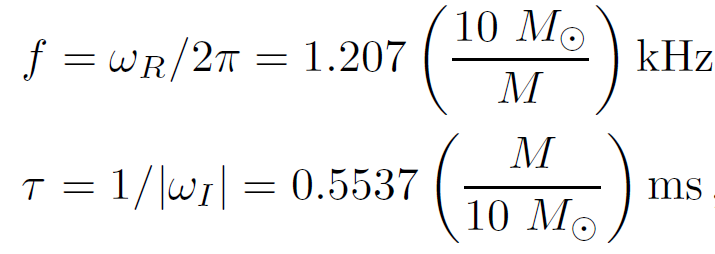 f = ω_R/2π = 1.207 (10 M_⊙ / M) kHz
τ = 1/|ω_I| = 0.5537 (M / 10 M_⊙) ms.